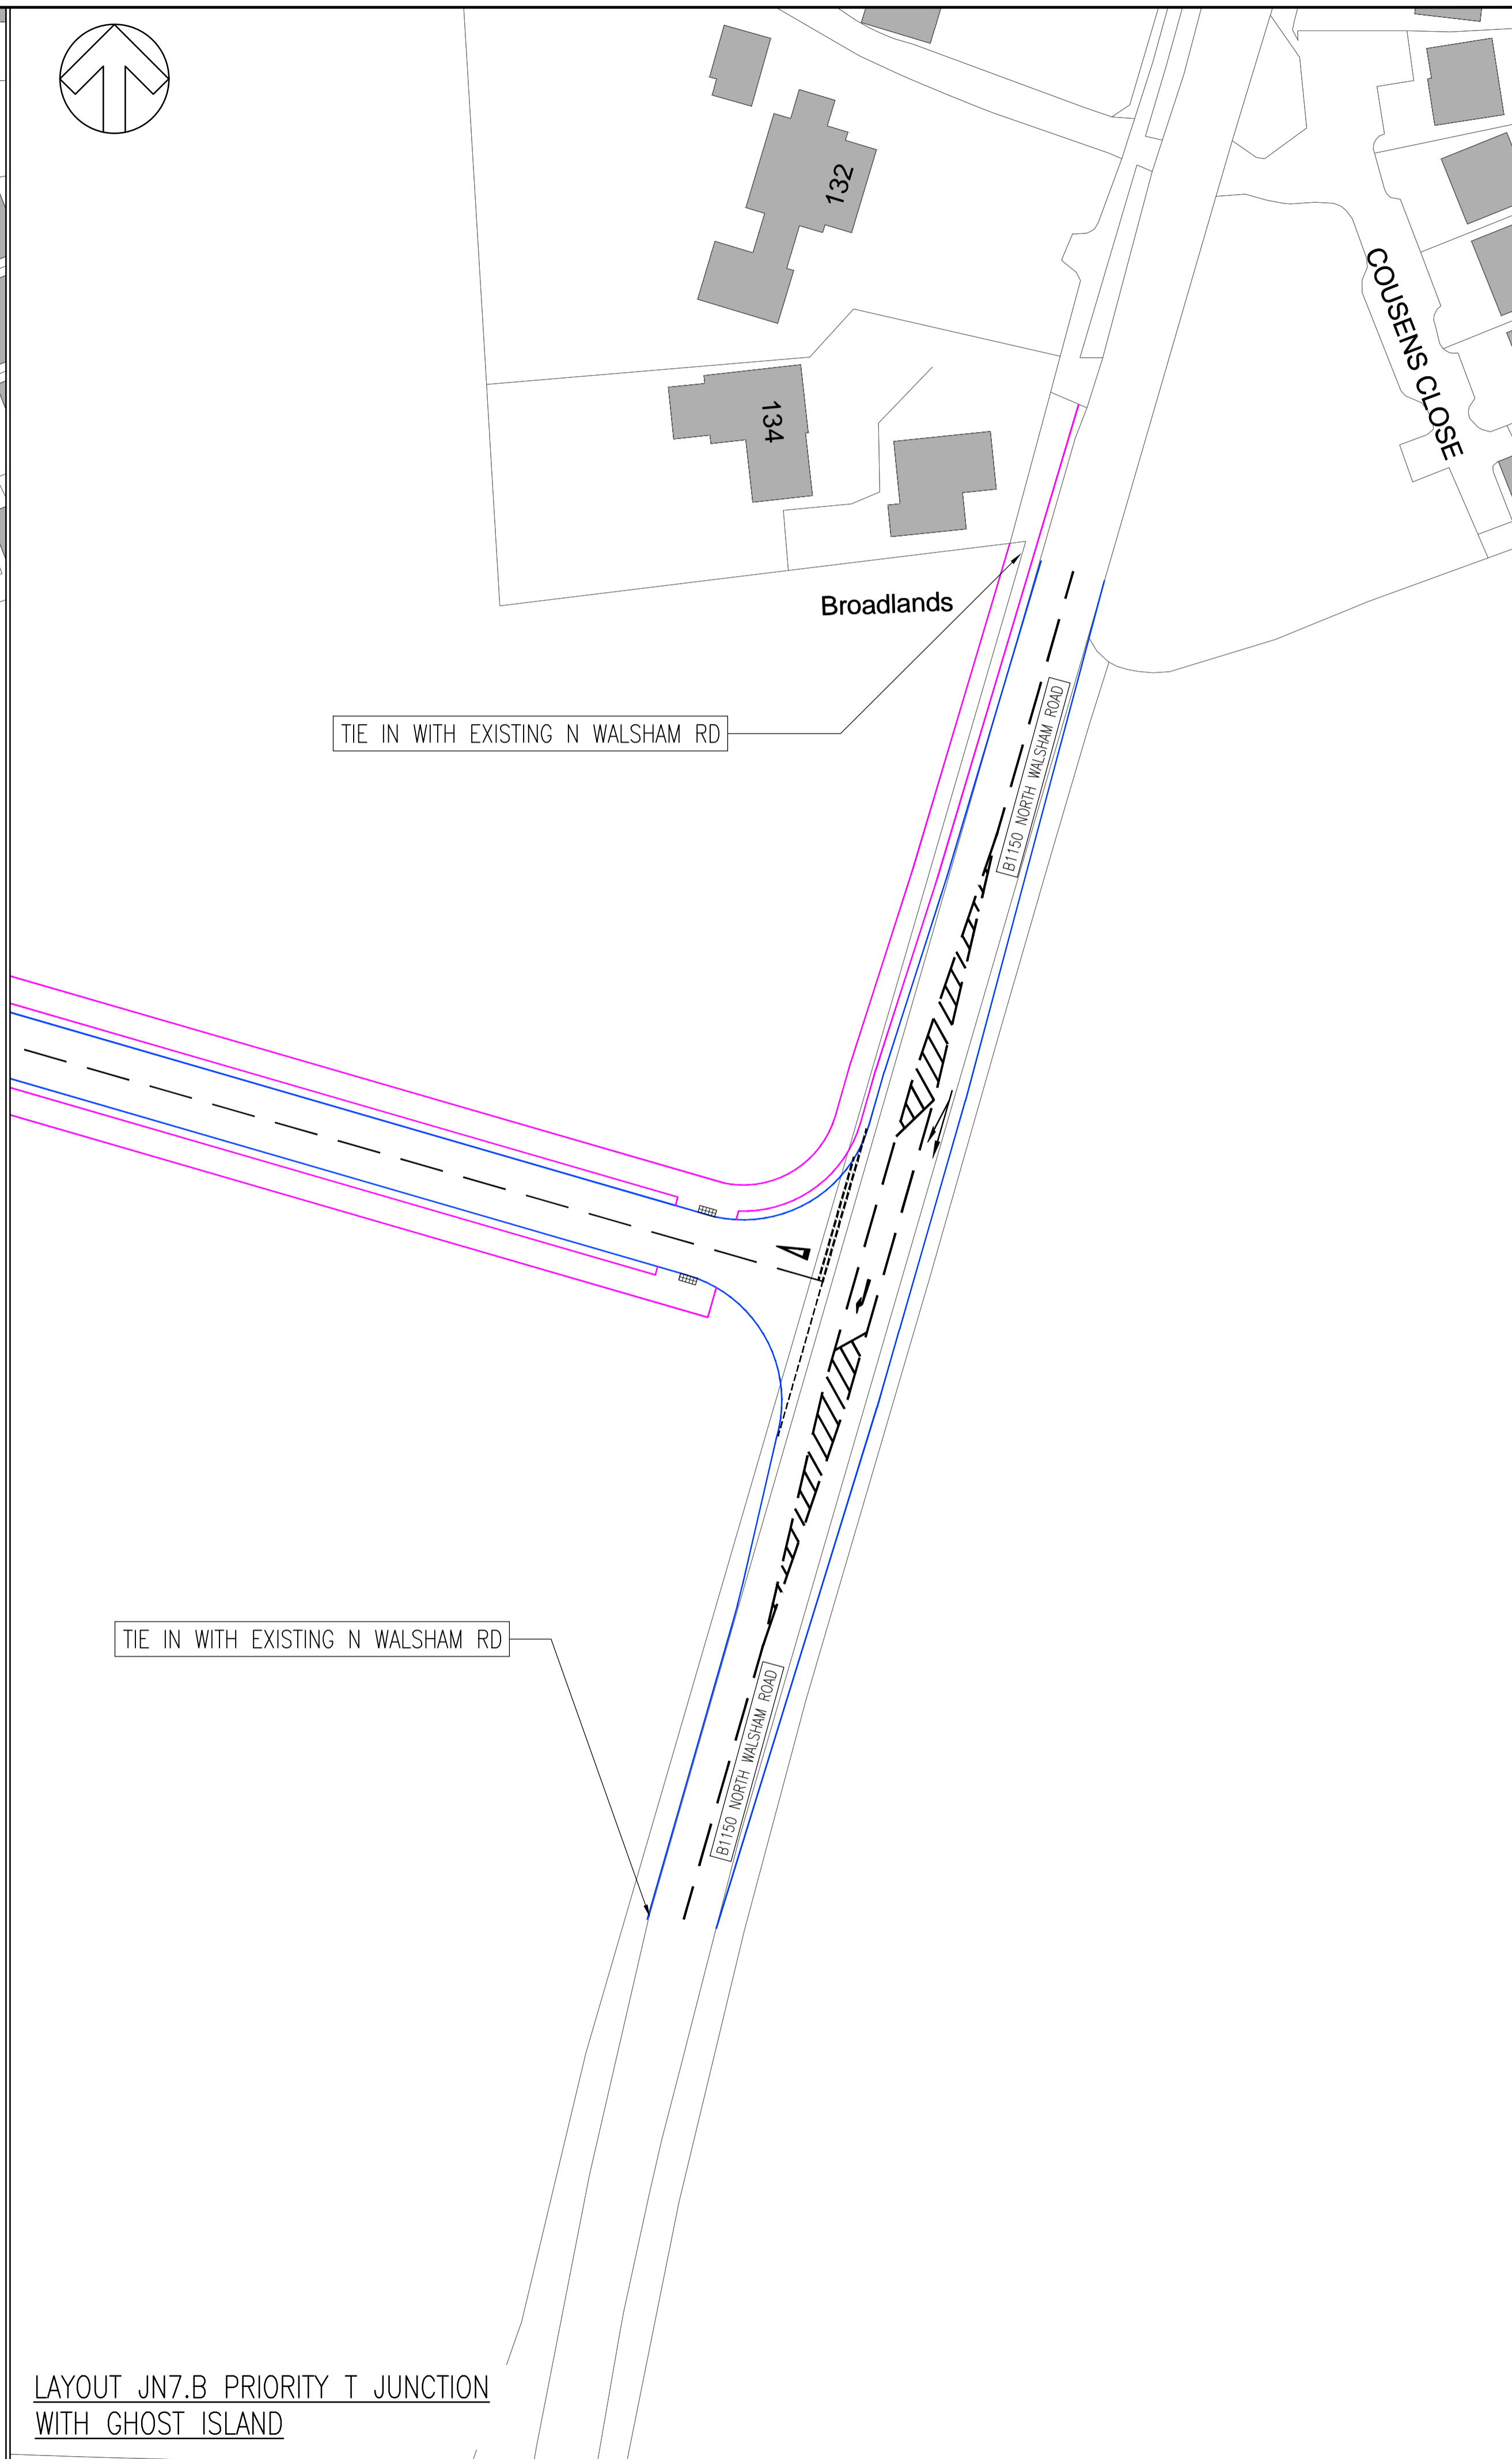 132
COUSENS CLOSE
134
Broadlands
TIE IN WITH EXISTING N WALSHAM RD
B1150 NORTH WALSHAM ROAD
TIE IN WITH EXISTING N WALSHAM RD
B1150 NORTH WALSHAM ROAD
LAYOUT JN7.B PRIORITY T JUNCTION
WITH GHOST ISLAND